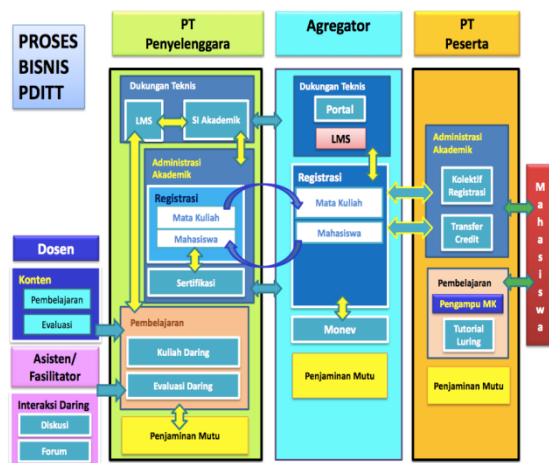 PROSES
BISNIS
PDITT
PT
Penyelenggara
Dukungan Teknis
LMS
SI Akademik
Administrasi
Akademik
Registrasi
Mata Kuliah
Mahasiswa
Sertifikasi
Pembelajaran
Kuliah Daring
Evaluasi Daring
Penjaminan Mutu
Agregator
Dukungan Teknis
Portal
LMS
Registrasi
Mata Kuliah
Mahasiswa
Monev
Penjaminan Mutu
PT
Peserta
Administrasi
Akademik
Kolektif
Registrasi
Transfer
Credit
Pembelajaran
Pengampu MK
Tutorial
Luring
Penjaminan Mutu
Mahasiswa
Dosen
Konten
Pembelajaran
Evaluasi
Asisten/
Fasilitator
Interaksi Daring
Diskusi
Forum